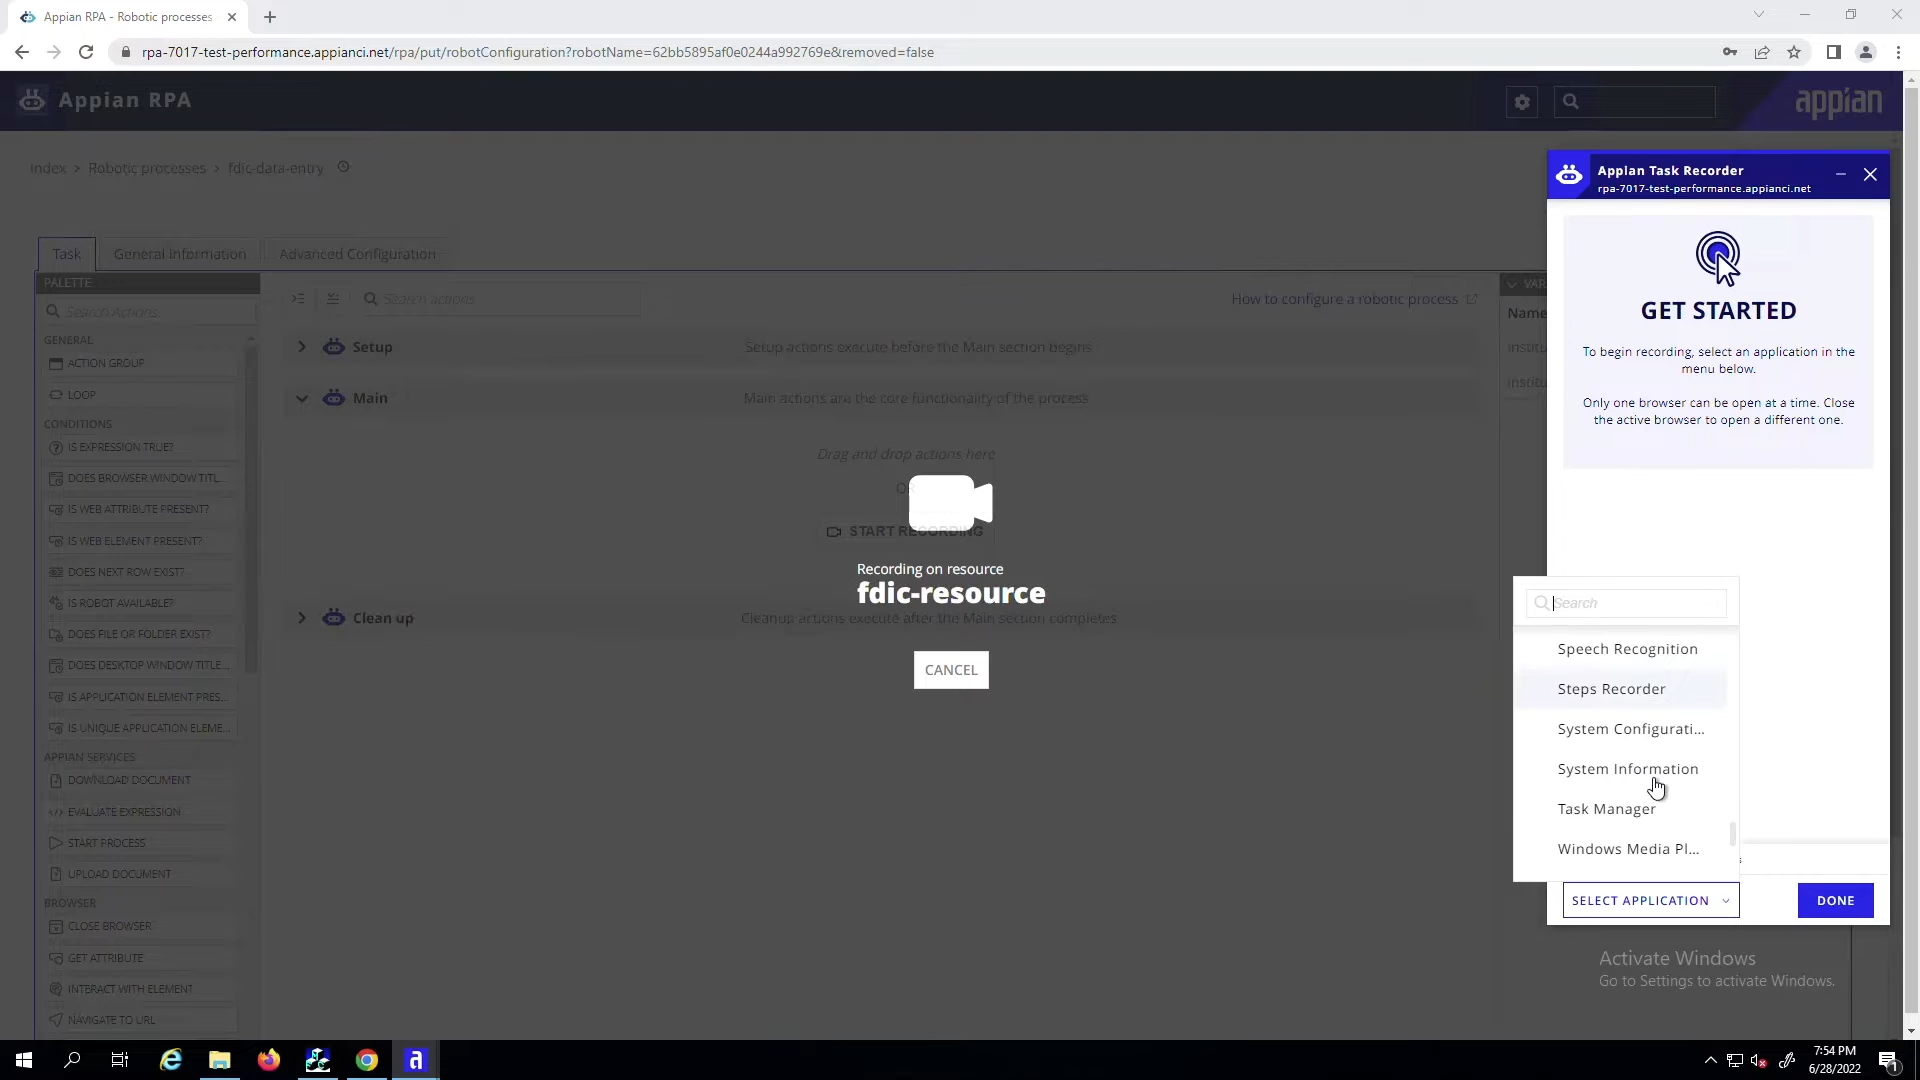 Appian RPA - Robotic processes
rpa-7017-test-performance.appianci.net/rpa/put/robotConfiguration?robotName=62bb5895af0e0244a992769e&removed=false
Appian RPA
appian
Index > Robotic processes > fdic-data-entry
Task
General Information
Advanced Configuration
PALETTE
Search Actions
GENERAL
ACTION GROUP
LOOP
CONDITIONS
IS EXPRESSION TRUE?
DOES BROWSER WINDOW TITL...
IS WEB ATTRIBUTE PRESENT?
IS WEB ELEMENT PRESENT?
DOES NEXT ROW EXIST?
IS ROBOT AVAILABLE?
DOES FILE OR FOLDER EXIST?
DOES DESKTOP WINDOW TITLE...
IS APPLICATION ELEMENT PRES...
IS UNIQUE APPLICATION ELEME...
APPIAN SERVICES
DOWNLOAD DOCUMENT
EVALUATE EXPRESSION
START PROCESS
UPLOAD DOCUMENT
BROWSER
CLOSE BROWSER
GET ATTRIBUTE
INTERACT WITH ELEMENT
NAVIGATE TO URL
Search actions
How to configure a robotic process
Setup
Setup actions execute before the Main section begins
Main
Main actions are the core functionality of the process
Drag and drop actions here
OR
START RECORDING
Recording on resource
fdic-resource
Clean up
Cleanup actions execute after the Main section completes
CANCEL
VAR
Name
institu
institu
Appian Task Recorder
rpa-7017-test-performance.appianci.net
GET STARTED
To begin recording, select an application in the
menu below.
Only one browser can be open at a time. Close
the active browser to open a different one.
Search
Speech Recognition
Steps Recorder
System Configurati...
System Information
Task Manager
Windows Media Pl...
SELECT APPLICATION
DONE
Activate Windows
Go to Settings to activate Windows.
7:54 PM
6/28/2022
1